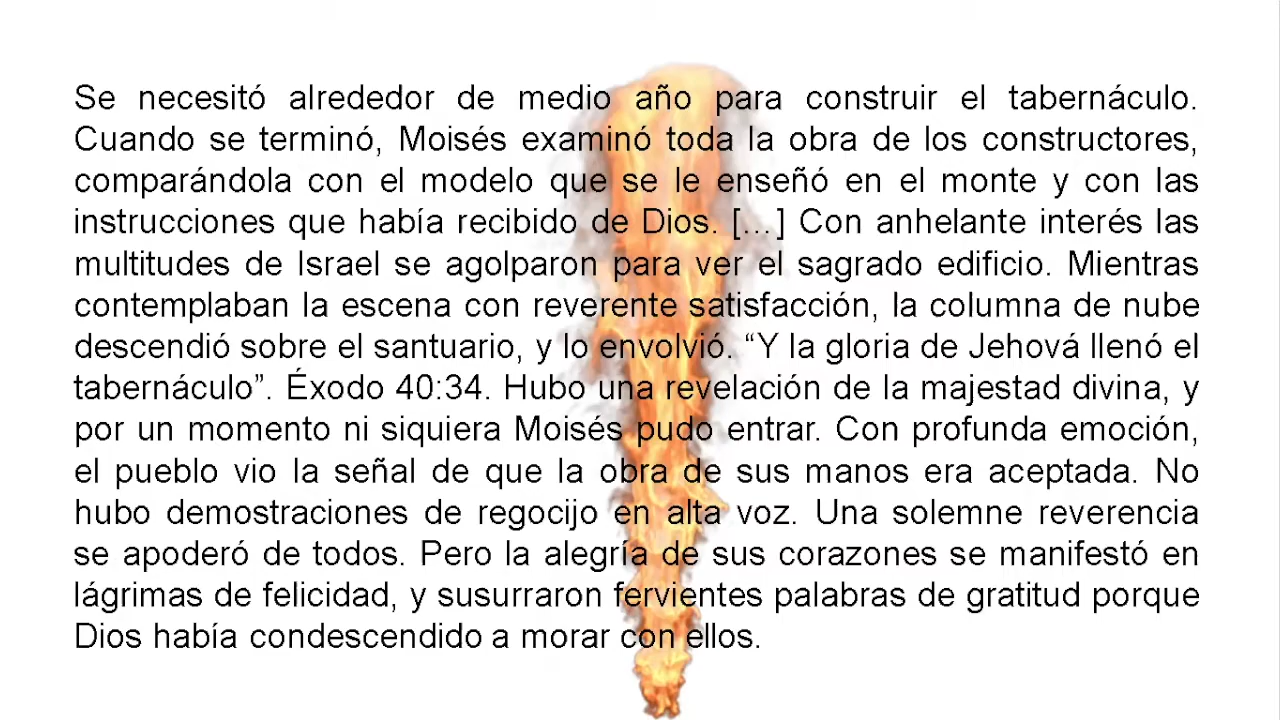 Se necesitó alrededor de medio año para construir el tabernáculo.
Cuando se terminó, Moisés examinó toda la obra de los constructores,
comparándola con el modelo que se le enseñó en el monte y con las
instrucciones que había recibido de Dios. […] Con anhelante interés las
multitudes de Israel se agolparon para ver el sagrado edificio. Mientras
contemplaban la escena con reverente satisfacción, la columna de nube
descendió sobre el santuario, y lo envolvió. “Y la gloria de Jehová llenó el
tabernáculo”. Éxodo 40:34. Hubo una revelación de la majestad divina, y
por un momento ni siquiera Moisés pudo entrar. Con profunda emoción,
el pueblo vio la señal de que la obra de sus manos era aceptada. No
hubo demostraciones de regocijo en alta voz. Una solemne reverencia
se apoderó de todos. Pero la alegría de sus corazones se manifestó en
lágrimas de felicidad, y susurraron fervientes palabras de gratitud porque
Dios había condescendido a morar con ellos.